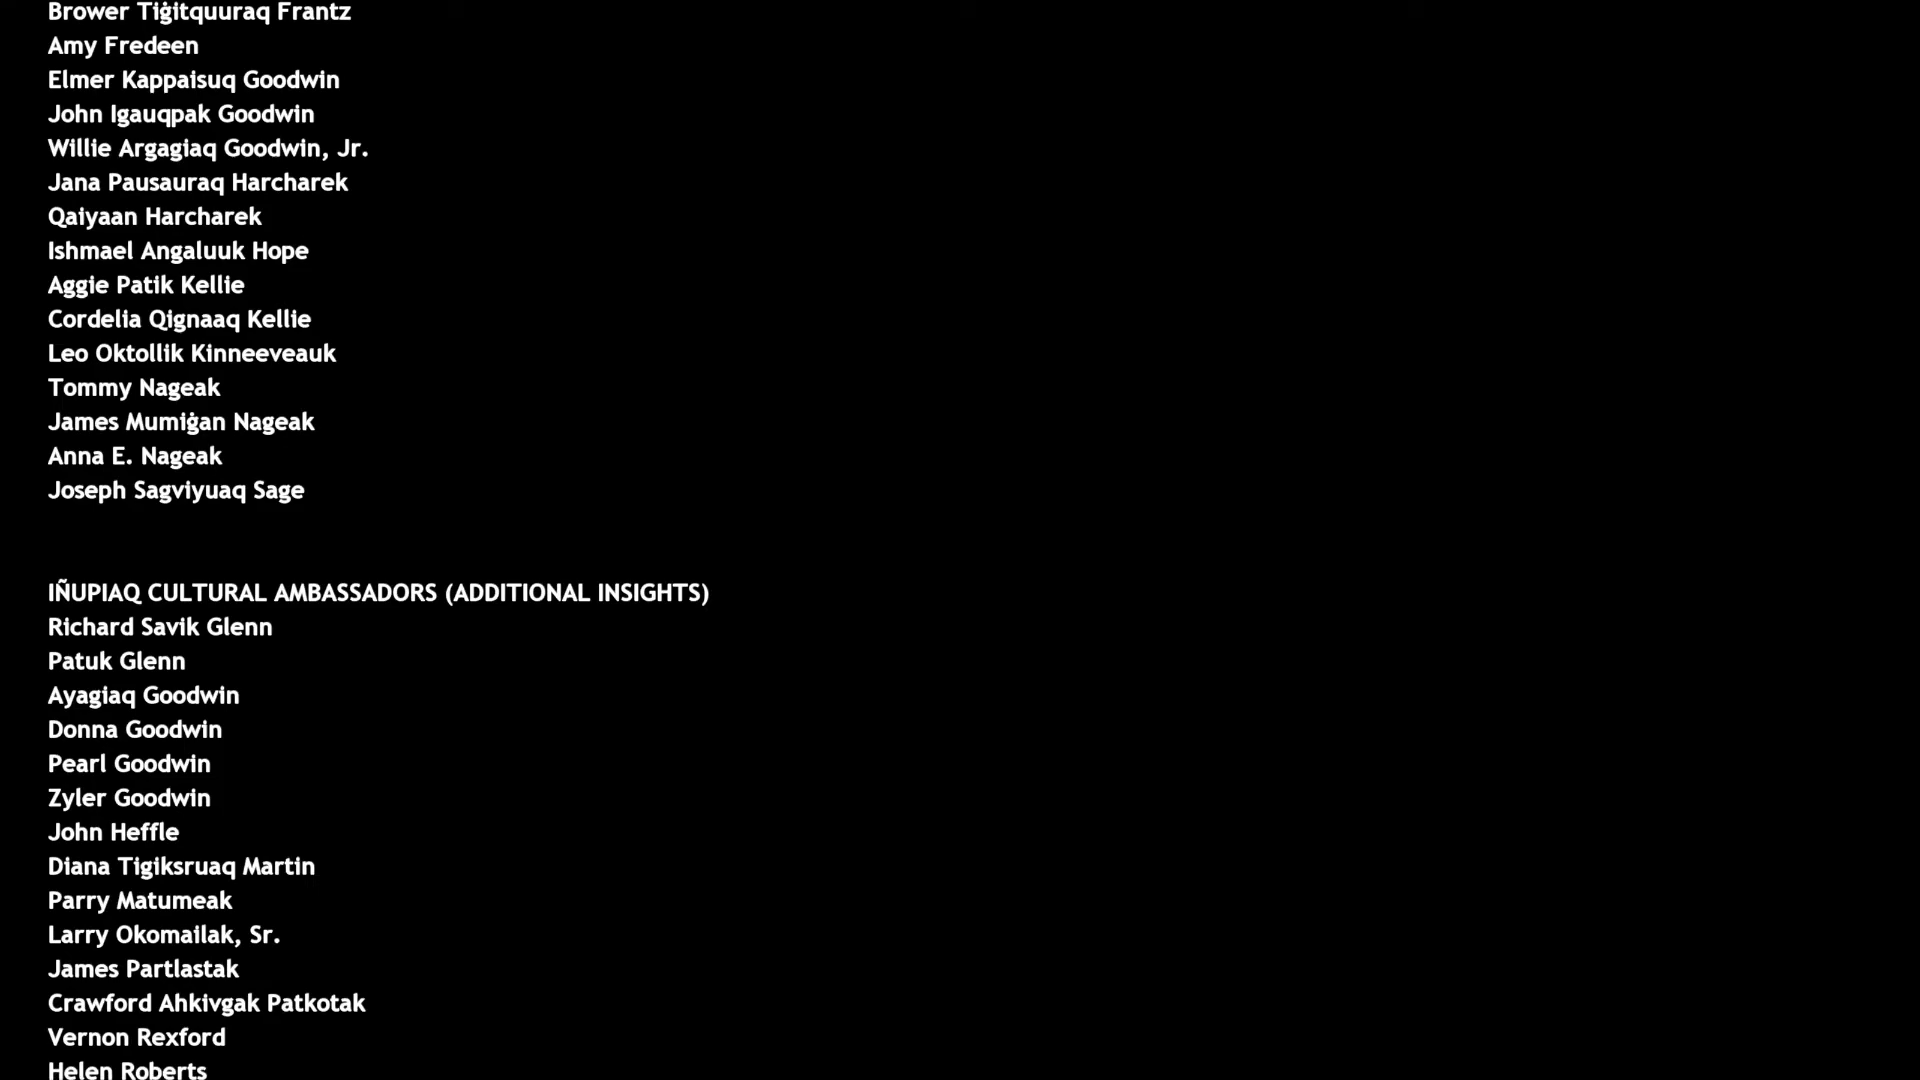 Brower Tiġitquuraq Frantz
Amy Fredeen
Elmer Kappaisuq Goodwin
John Igauqpak Goodwin
Willie Argagiaq Goodwin, Jr.
Jana Pausauraq Harcharek
Qaiyaan Harcharek
Ishmael Angaluuk Hope
Aggie Patik Kellie
Cordelia Qignaaq Kellie
Leo Oktollik Kinneeveauk
Tommy Nageak
James Mumiġan Nageak
Anna E. Nageak
Joseph Sagviyuaq Sage
IÑUPIAQ CULTURAL AMBASSADORS (ADDITIONAL INSIGHTS)
Richard Savik Glenn
Patuk Glenn
Ayagiaq Goodwin
Donna Goodwin
Pearl Goodwin
Zyler Goodwin
John Heffle
Diana Tigiksruaq Martin
Parry Matumeak
Larry Okomailak, Sr.
James Partlastak
Crawford Ahkivgak Patkotak
Vernon Rexford
Helen Roberts